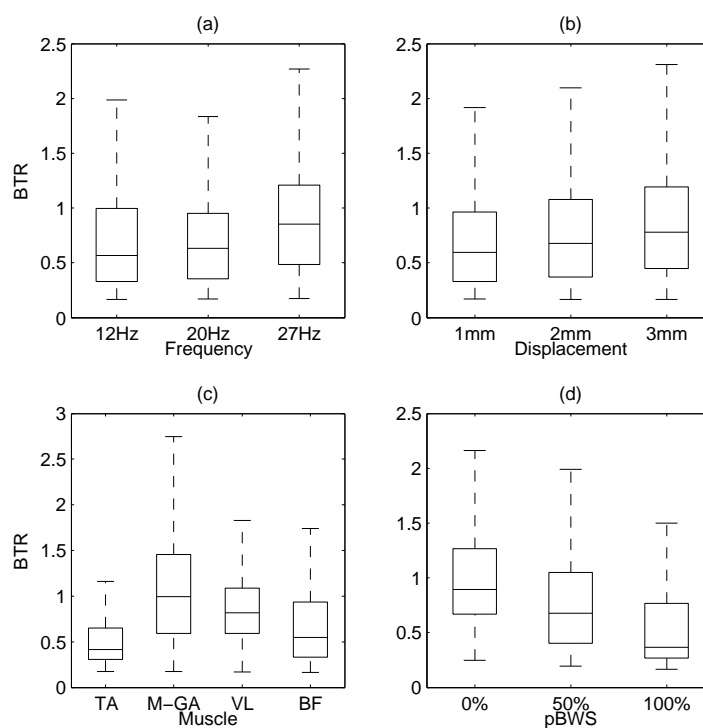 (a)
2.5
2
1.5
1
0.5
0
BTR
12Hz 20Hz 27Hz
Frequency
(b)
2.5
2
1.5
1
0.5
0
1mm 2mm 3mm
Displacement
(c)
3
2.5
2
1.5
1
0.5
0
BTR
TA M-GA VL BF
Muscle
(d)
2.5
2
1.5
1
0.5
0
0% 50% 100%
pBWS